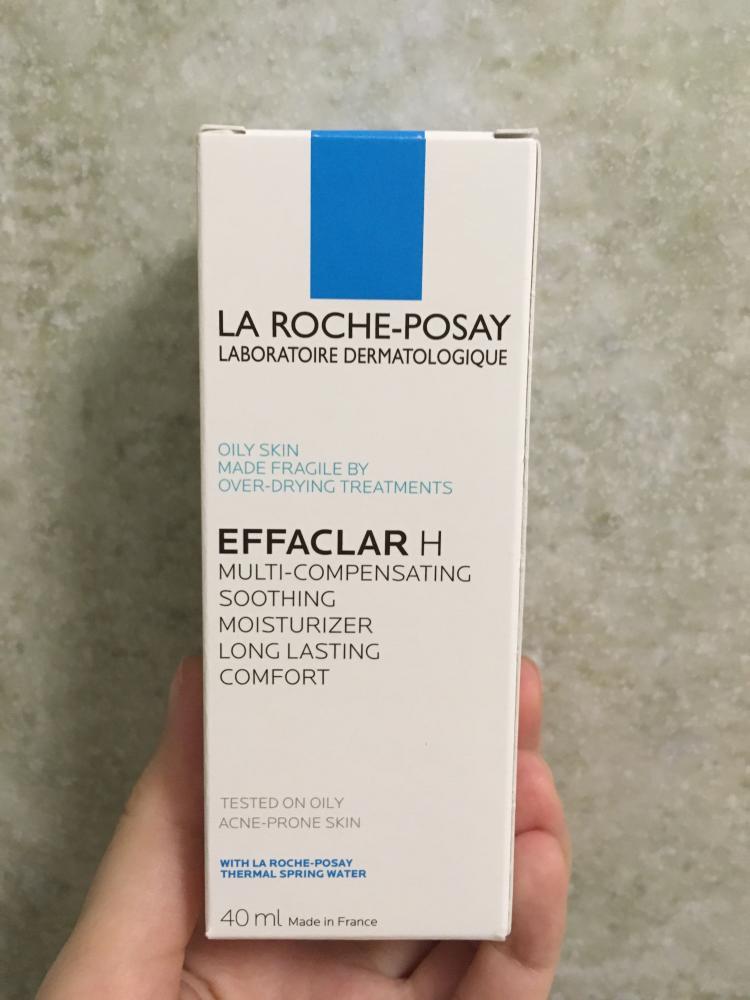 LA ROCHE-POSAY
LABORATOIRE DERMATOLOGIQUE
OILY SKIN
MADE FRAGILE BY
OVER-DRYING TREATMENTS
EFFACLAR H
MULTI-COMPENSATING
SOOTHING
MOISTURIZER
LONG LASTING
COMFORT
TESTED ON OILY
ACNE-PRONE SKIN
WITH LA ROCHE-POSAY
THERMAL SPRING WATER
40 ml Made in France